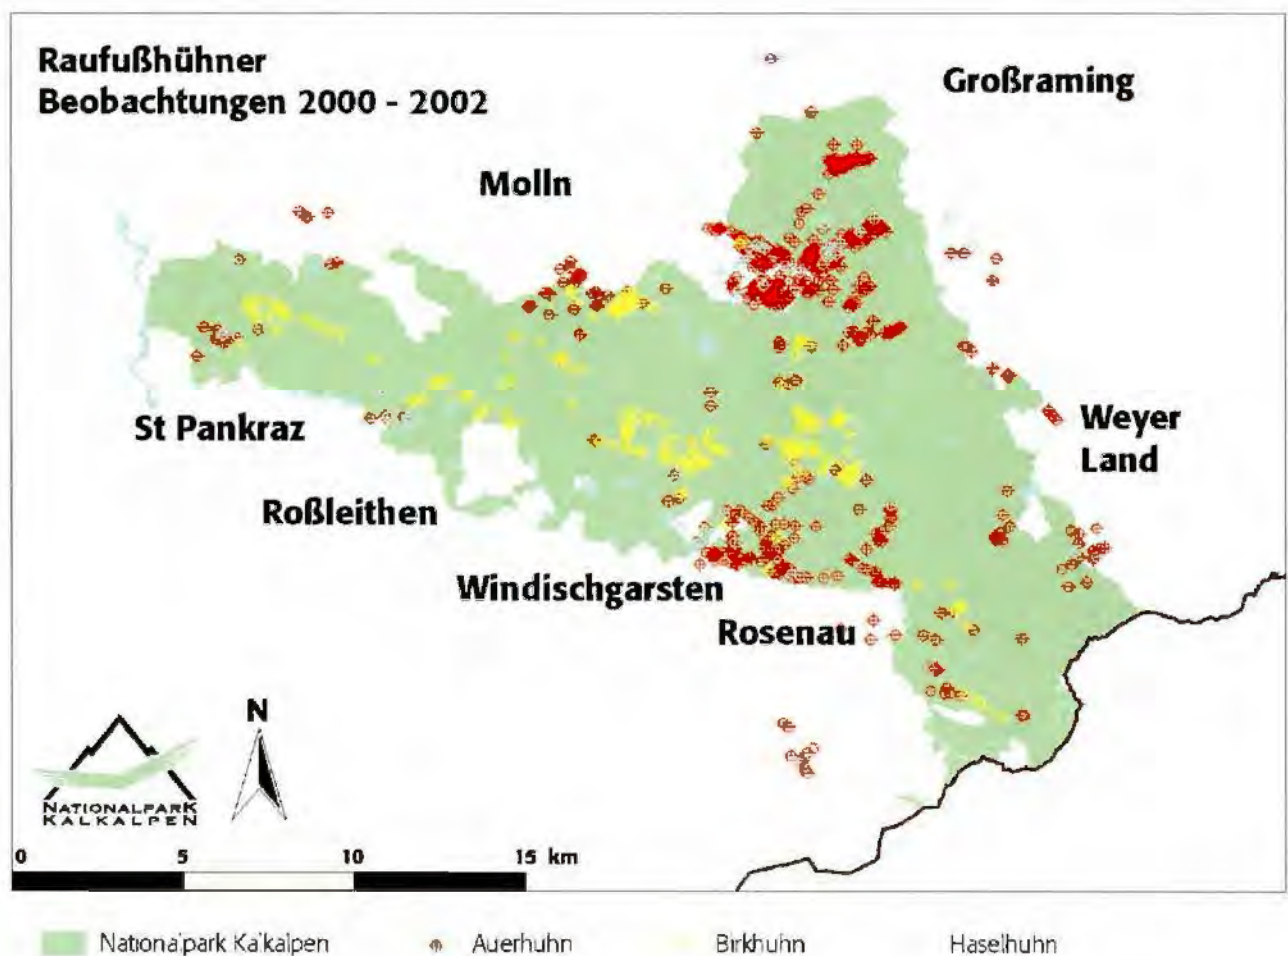 Raufußhühner
Beobachtungen 2000 - 2002
Großraming
Molln
St Pankraz
Weyer
Land
Roßleithen
Windischgarsten
Rosenau
N
NATIONALPARK
KALKALPEN
0 5 10 15 km
Nationalpark Kalkalpen Auerhuhn Birkhuhn Haselhuhn